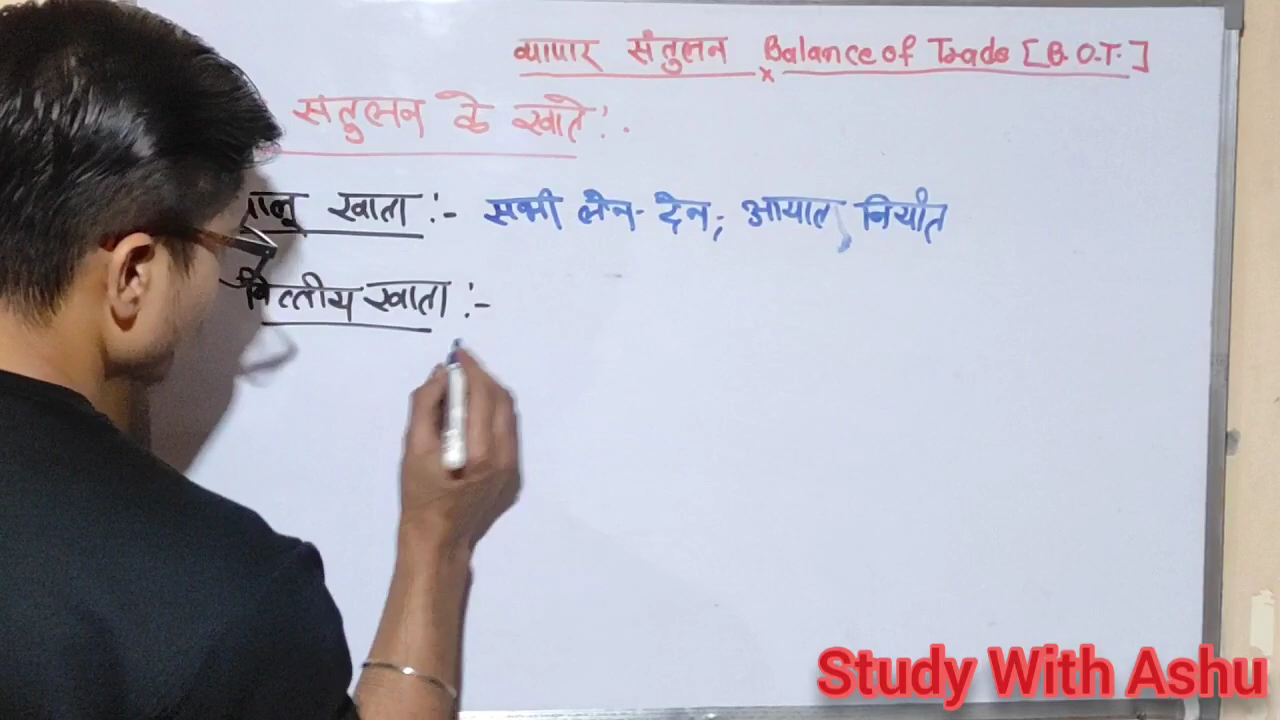 व्यापार संतुलन Balance of Trade [B.O.T.]
संतुलन के खाते:.
खाता :- सभी लेन-देन, आयात, निर्यात
वित्तीय खाता :-
Study With Ashu